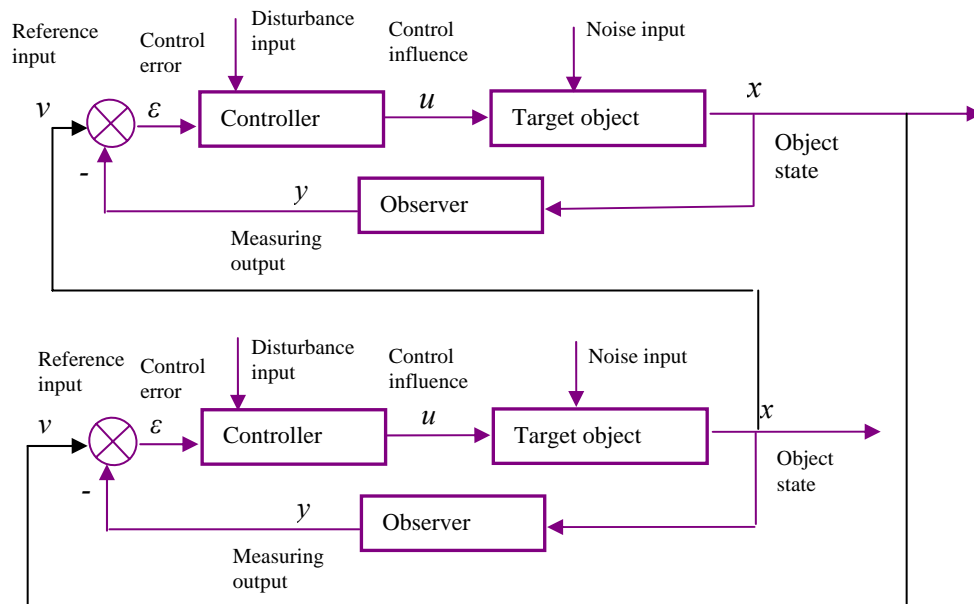 Disturbance
input
Reference
input
Control
error
Control
influence
Noise input
v
ε
Controller
u
Target object
x
-
y
Observer
Object
state
Measuring
output
Reference
input
Control
error
Disturbance
input
Control
influence
Noise input
v
ε
Controller
u
Target object
x
-
y
Observer
Object
state
Measuring
output